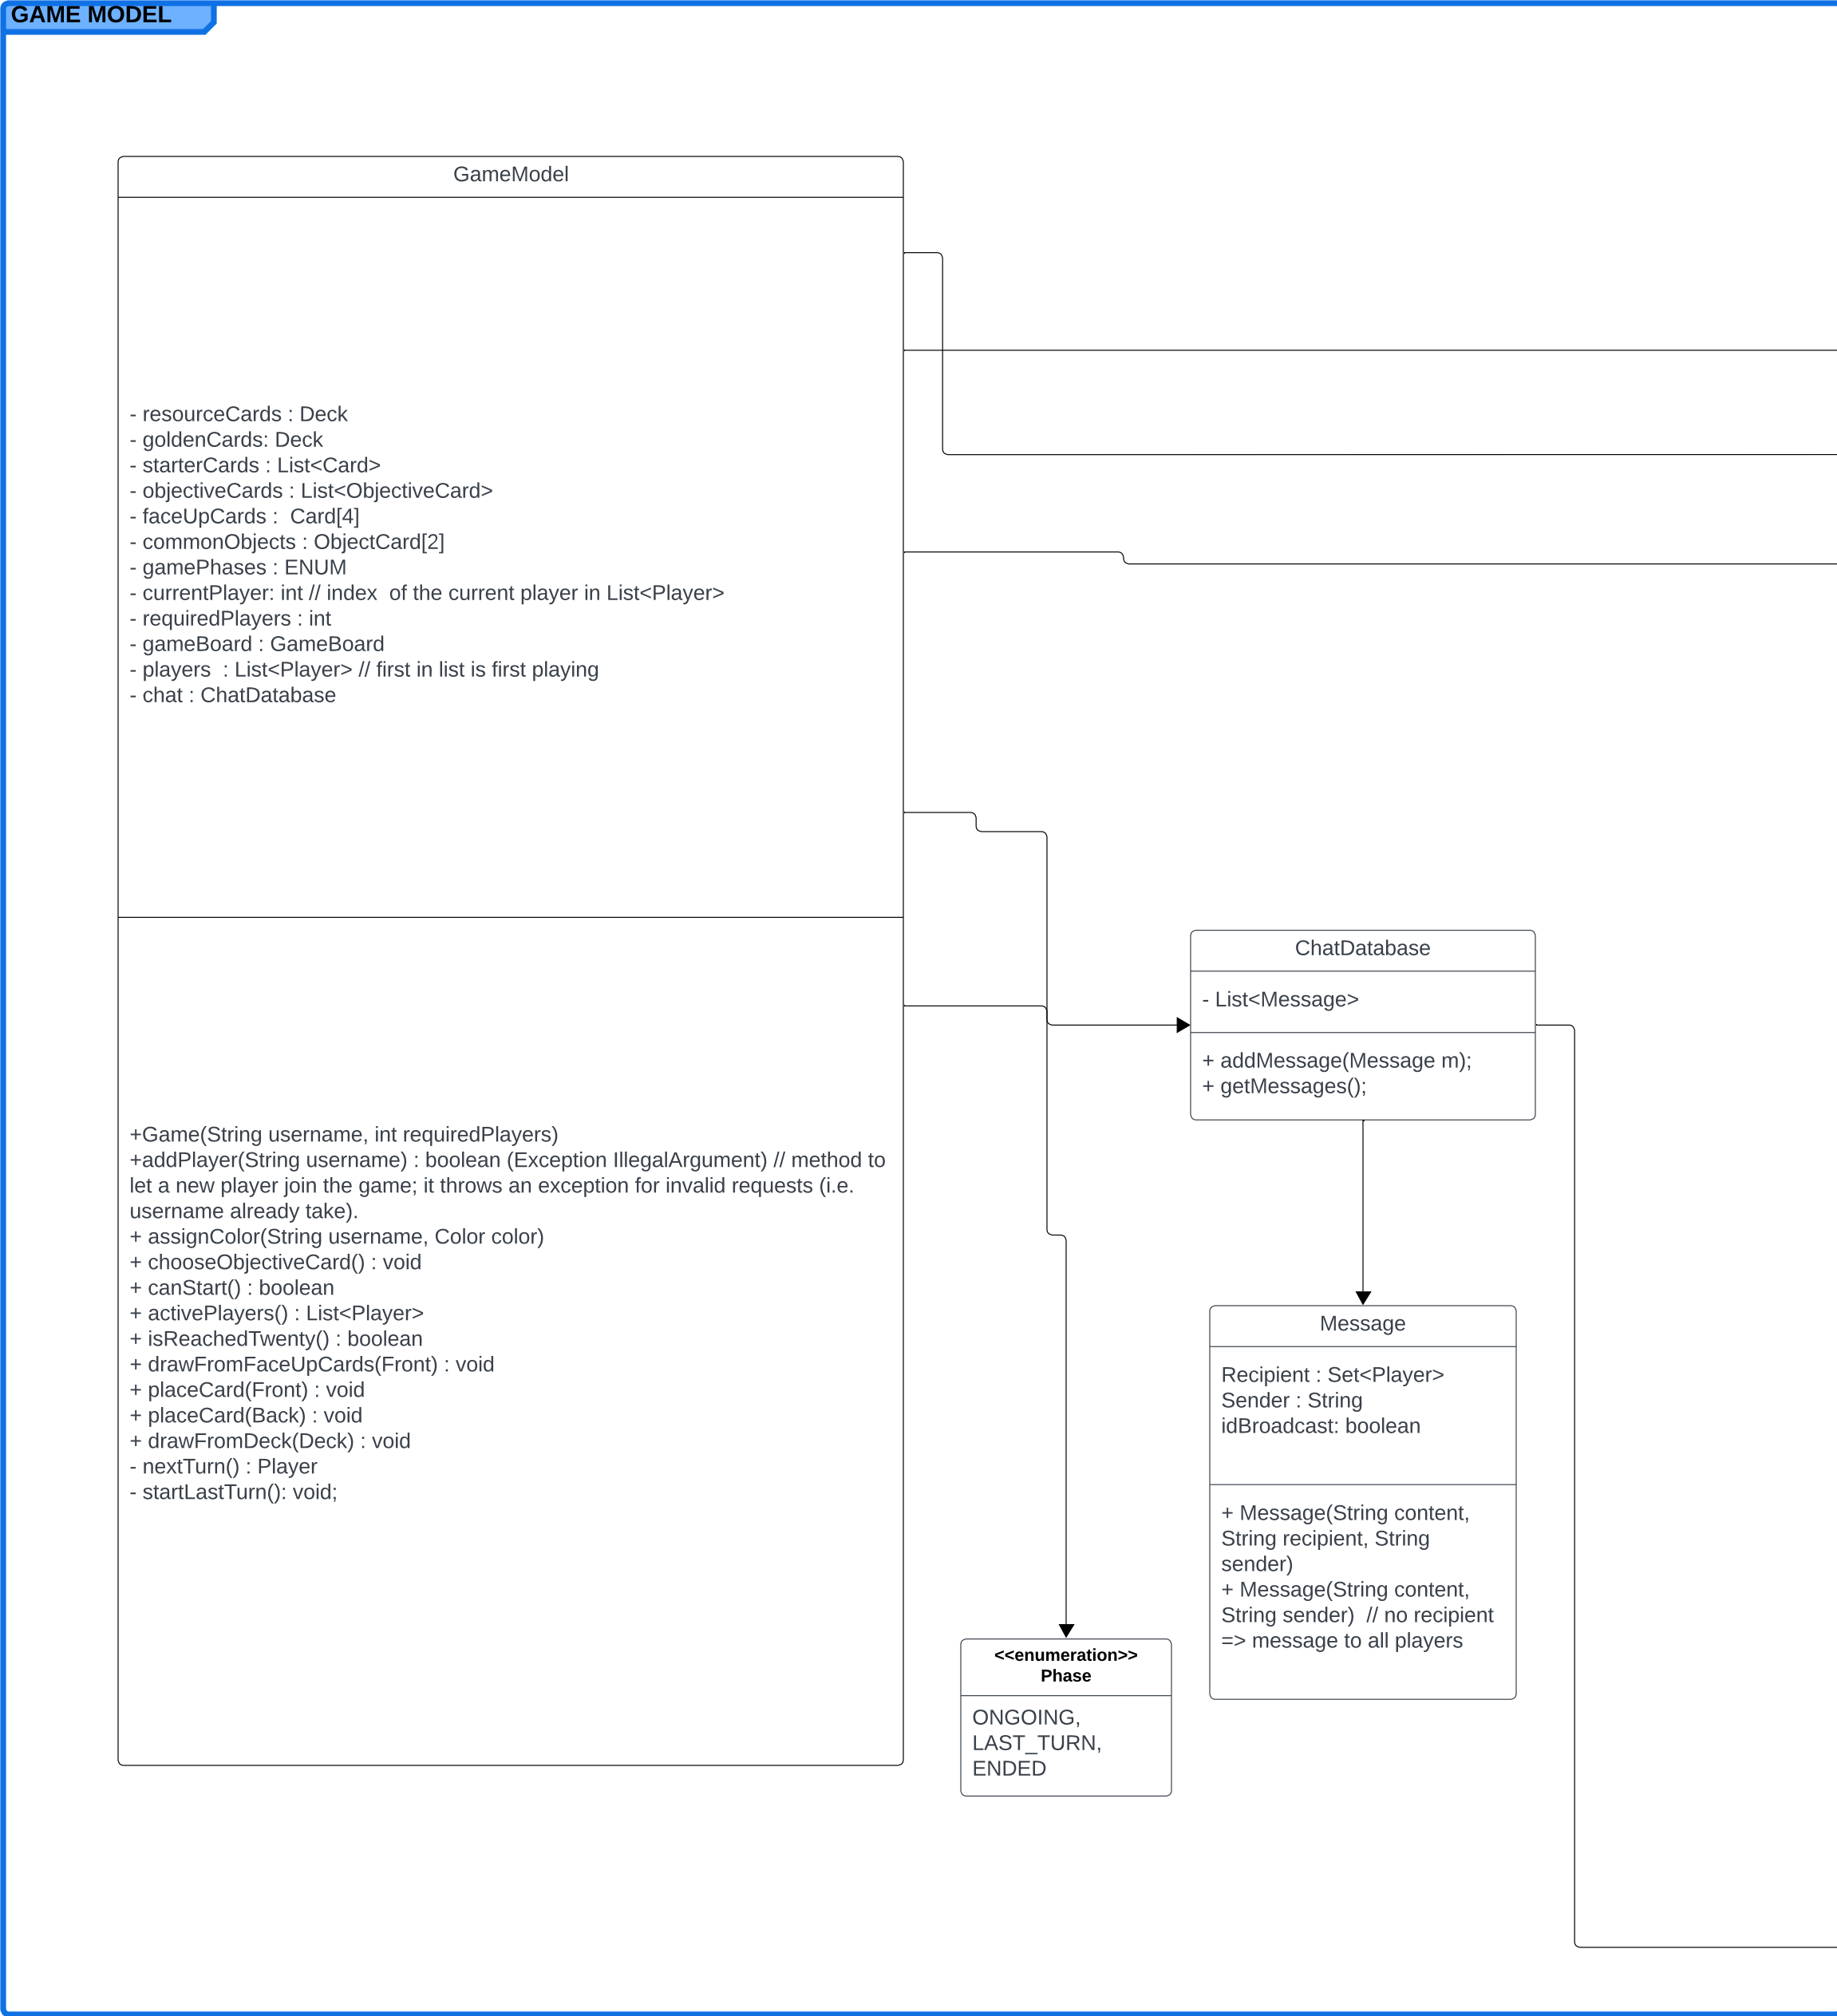 GAME MODEL
GameModel
- resourceCards : Deck
- goldenCards: Deck
- starterCards : List<Card>
- objectiveCards : List<ObjectiveCard>
- faceUpCards :  Card[4]
- commonObjects : ObjectCard[2]
- gamePhases : ENUM
- currentPlayer: int // index  of the current player in List<Player>
- requiredPlayers : int
- gameBoard : GameBoard
- players  : List<Player> // first in list is first playing
- chat : ChatDatabase
+Game(String username, int requiredPlayers)
+addPlayer(String username) : boolean (Exception IllegalArgument) // method to
let a new player join the game; it throws an exception for invalid requests (i.e.
username already take).
+ assignColor(String username, Color color)
+ chooseObjectiveCard() : void
+ canStart() : boolean
+ activePlayers() : List<Player>
+ isReachedTwenty() : boolean
+ drawFromFaceUpCards(Front) : void
+ placeCard(Front) : void
+ placeCard(Back) : void
+ drawFromDeck(Deck) : void
- nextTurn() : Player
- startLastTurn(): void;
ChatDatabase
- List<Message>
+ addMessage(Message m);
+ getMessages();
Message
Recipient : Set<Player>
Sender : String
idBroadcast: boolean
+ Message(String content,
String recipient, String
sender)
+ Message(String content,
String sender)  // no recipient
=> message to all players
<<enumeration>>
Phase
ONGOING,
LAST_TURN,
ENDED